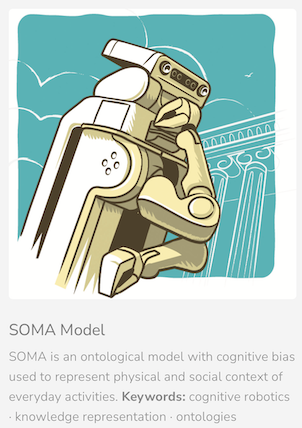 SOMA Model
SOMA is an ontological model with cognitive bias
used to represent physical and social context of
everyday activities. Keywords: cognitive robotics
· knowledge representation · ontologies